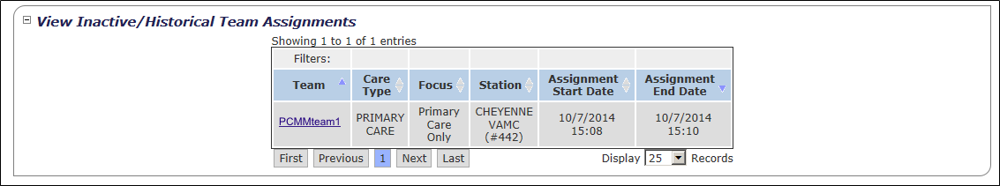 View Inactive/Historical Team Assignments
Showing 1 to 1 of 1 entries
Filters:
Team Care Type Focus Station Assignment Start Date Assignment End Date
PCMMteam1 PRIMARY CARE Primary Care Only CHEYENNE VAMC (#442) 10/7/2014 15:08 10/7/2014 15:10
First Previous 1 Next Last Display 25 Records